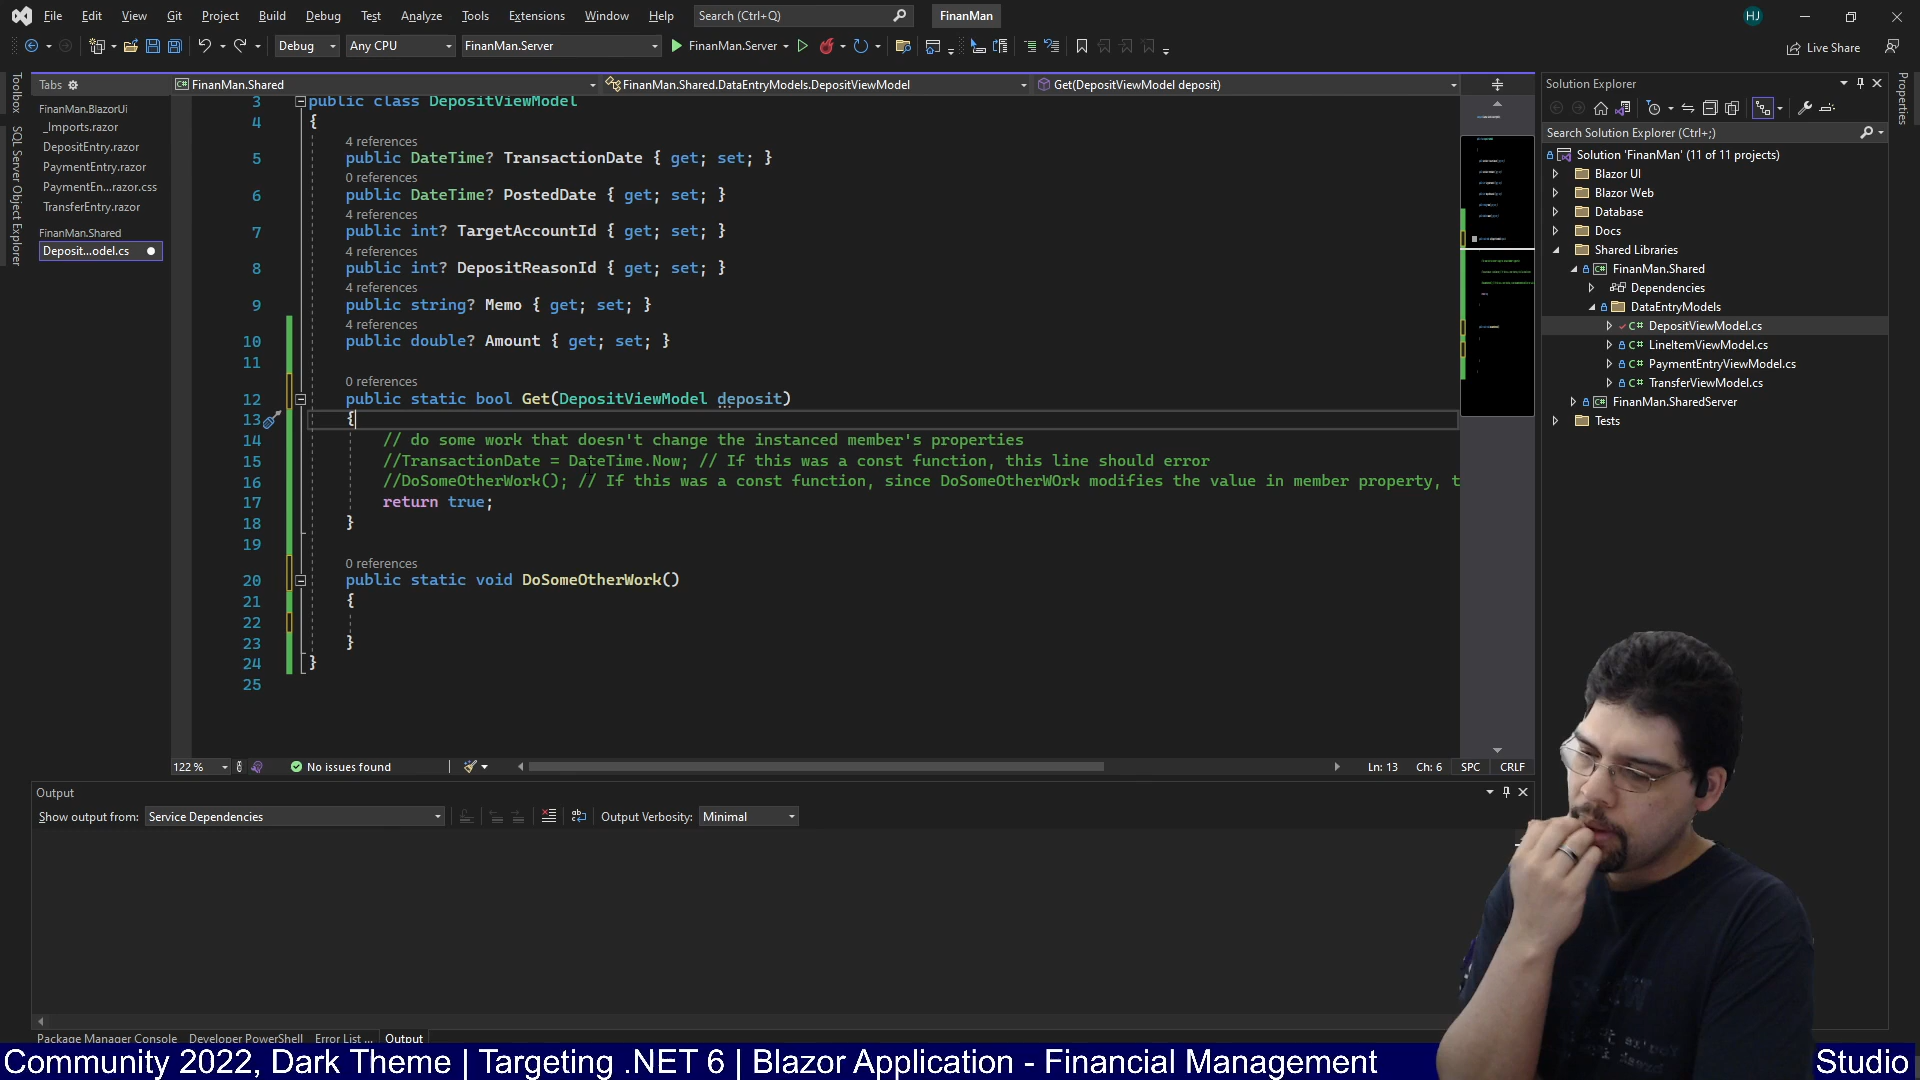 File Edit View Git Project Build Debug Test Analyze Tools Extensions Window Help Search (Ctrl+Q) FinanMan HJ
Debug Any CPU FinanMan.Server FinanMan.Server Live Share
Toolbox
SQL Server Object Explorer
Tabs
FinanMan.BlazorUi
_Imports.razor
DepositEntry.razor
PaymentEntry.razor
PaymentEn...razor.css
TransferEntry.razor
FinanMan.Shared
Deposit...odel.cs
FinanMan.Shared FinanMan.Shared.DataEntryModels.DepositViewModel Get(DepositViewModel deposit)
3 public class DepositViewModel
4 {
4 references
5 public DateTime? TransactionDate { get; set; }
0 references
6 public DateTime? PostedDate { get; set; }
4 references
7 public int? TargetAccountId { get; set; }
4 references
8 public int? DepositReasonId { get; set; }
4 references
9 public string? Memo { get; set; }
4 references
10 public double? Amount { get; set; }
11
0 references
12 public static bool Get(DepositViewModel deposit)
13 {
14 // do some work that doesn't change the instanced member's properties
15 //TransactionDate = DateTime.Now; // If this was a const function, this line should error
16 //DoSomeOtherWork(); // If this was a const function, since DoSomeOtherWOrk modifies the value in member property, t
17 return true;
18 }
19
0 references
20 public static void DoSomeOtherWork()
21 {
22
23 }
24 }
25
122 % No issues found Ln: 13 Ch: 6 SPC CRLF
Output
Show output from: Service Dependencies Output Verbosity: Minimal
Package Manager Console Developer PowerShell Error List ... Output
Solution Explorer
Search Solution Explorer (Ctrl+;)
Solution 'FinanMan' (11 of 11 projects)
Blazor UI
Blazor Web
Database
Docs
Shared Libraries
C# FinanMan.Shared
Dependencies
DataEntryModels
C# DepositViewModel.cs
C# LineItemViewModel.cs
C# PaymentEntryViewModel.cs
C# TransferViewModel.cs
C# FinanMan.SharedServer
Tests
Properties
Community 2022, Dark Theme | Targeting .NET 6 | Blazor Application - Financial Management Studio